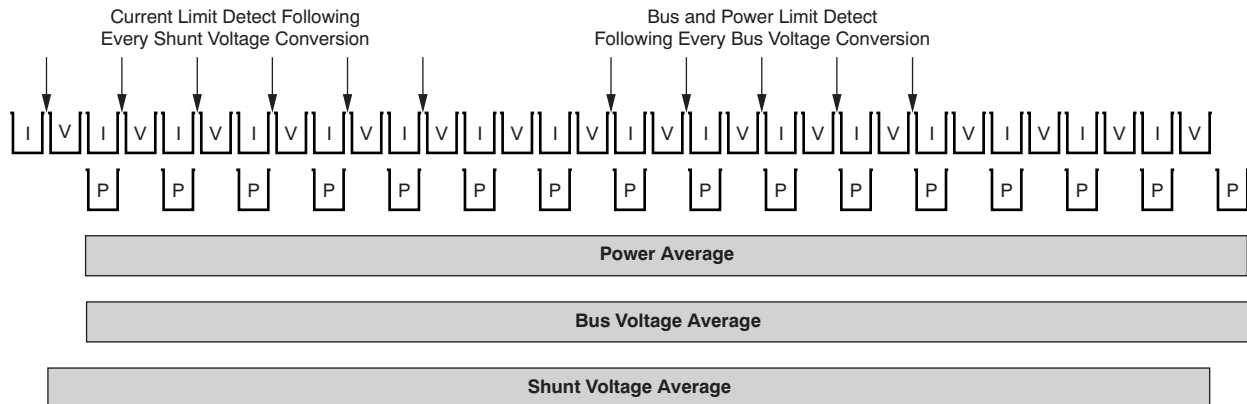 Current Limit Detect Following
Every Shunt Voltage Conversion
Bus and Power Limit Detect
Following Every Bus Voltage Conversion
I V I V I V I V I V I V I V I V I V I V I V I V I V I V I V I V
P P P P P P P P P P P P P P P P
Power Average
Bus Voltage Average
Shunt Voltage Average